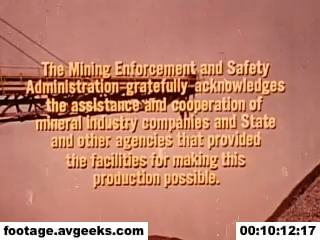 The Mining Enforcement and Safety
Administration gratefully acknowledges
the assistance and cooperation of
mineral industry companies and State
and other agencies that provided
the facilities for making this
production possible.
footage.avgeeks.com
00:10:12:17